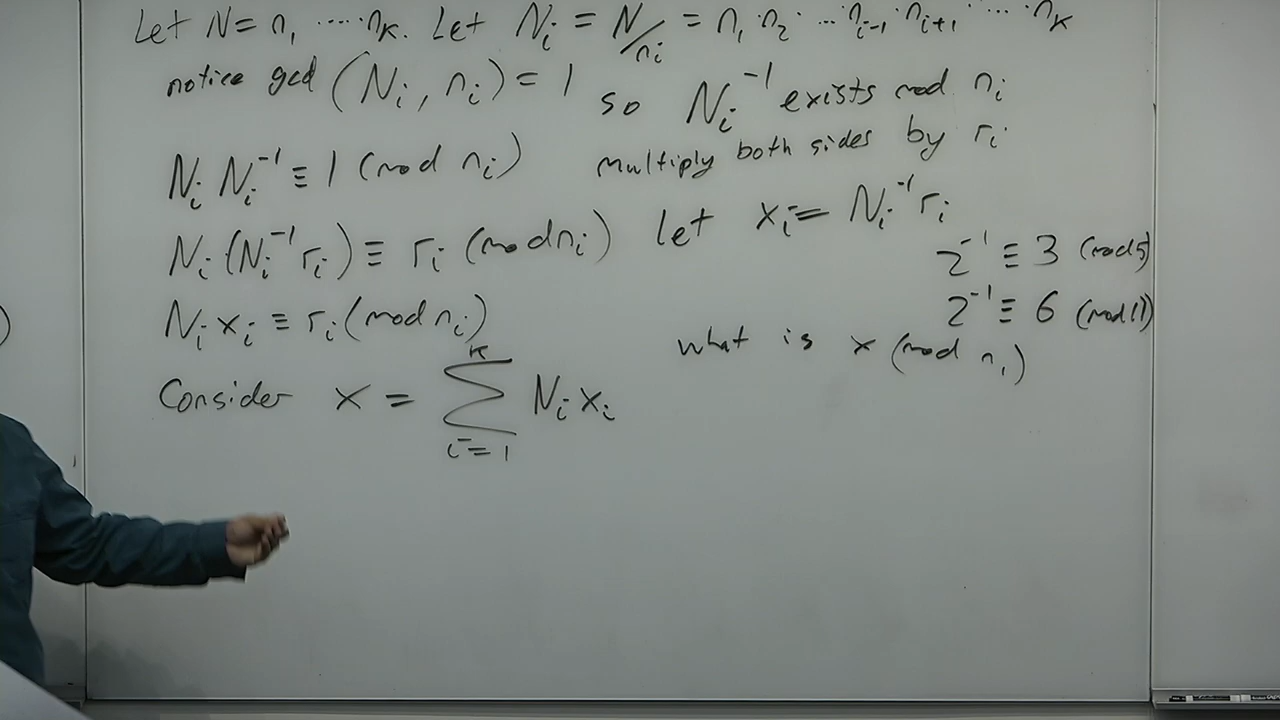 Let N = n₁ ····· nₖ. Let Nᵢ = N/nᵢ = n₁·n₂· ... nᵢ₋₁·nᵢ₊₁ ····· nₖ
notice gcd (Nᵢ, nᵢ) = 1 so Nᵢ⁻¹ exists mod nᵢ
Nᵢ Nᵢ⁻¹ ≡ 1 (mod nᵢ) multiply both sides by rᵢ
Nᵢ (Nᵢ⁻¹ rᵢ) ≡ rᵢ (mod nᵢ) let xᵢ = Nᵢ⁻¹ rᵢ
2⁻¹ ≡ 3 (mod 5)
2⁻¹ ≡ 6 (mod 11)
Nᵢ xᵢ ≡ rᵢ (mod nᵢ) what is x (mod n₁)
Consider x = ∑ᵢ₌₁ᵏ Nᵢ xᵢ
)